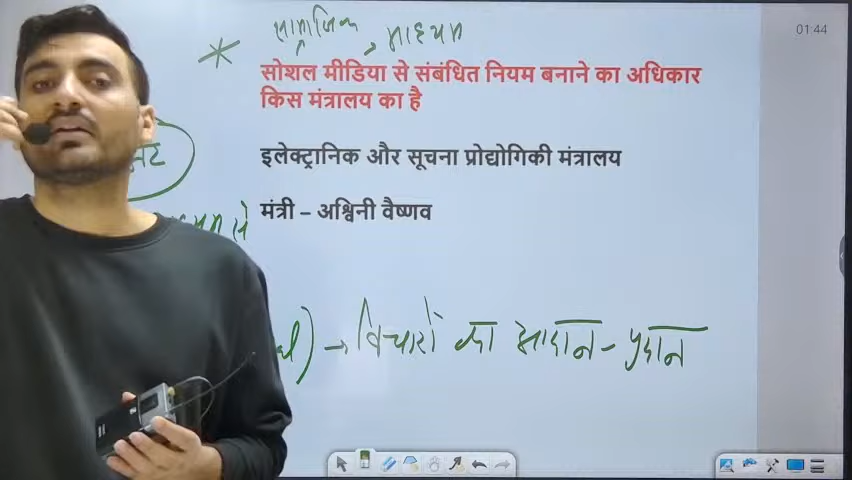 सामाजिक माध्यम
01:44
सोशल मीडिया से संबंधित नियम बनाने का अधिकार
किस मंत्रालय का है
इलेक्ट्रानिक और सूचना प्रोद्योगिकी मंत्रालय
मंत्री – अश्विनी वैष्णव
से
विचारों का आदान-प्रदान